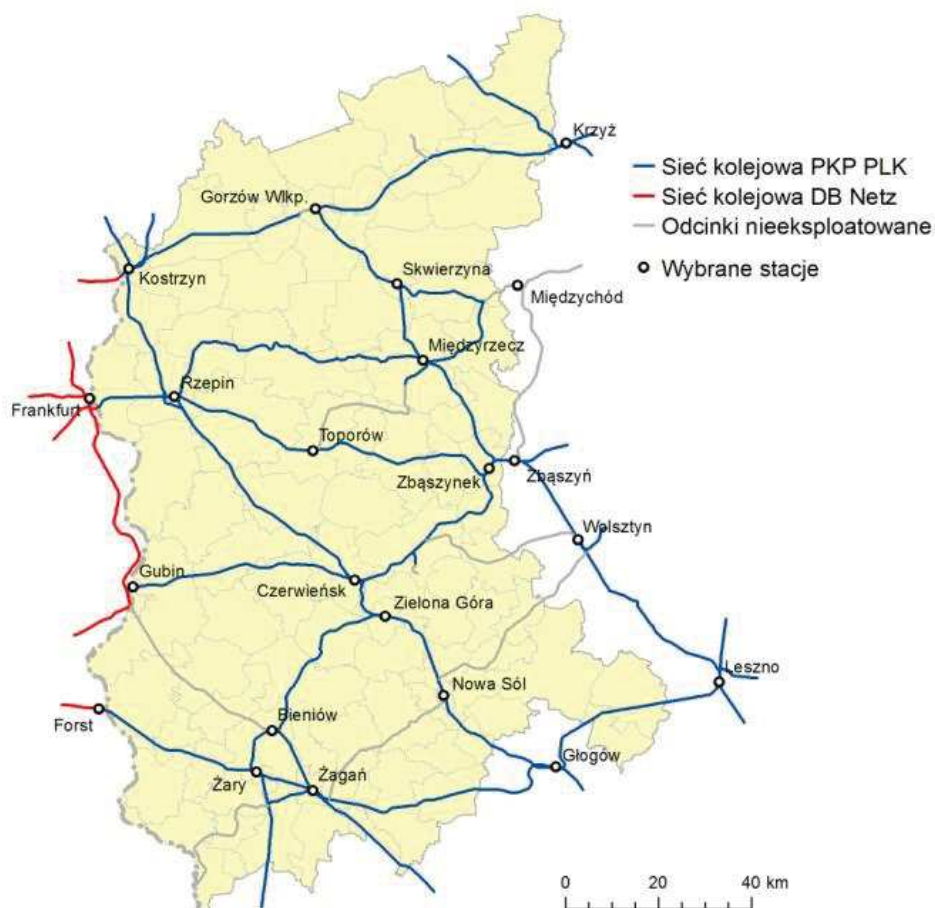 Krzyż
Sieć kolejowa PKP PLK
Sieć kolejowa DB Netz
Odcinki nieeksploatowane
Wybrane stacje
Gorzów Wlkp.
Kostrzyn
Skwierzyna
Międzychód
Międzyrzecz
Rzepin
Frankfurt
Toporów
Zbąszynek
Zbąszyń
Wolsztyn
Gubin
Czerwieńsk
Zielona Góra
Leszno
Nowa Sól
Forst
Bieniów
Głogów
Żary
Żagań
0 20 40 km